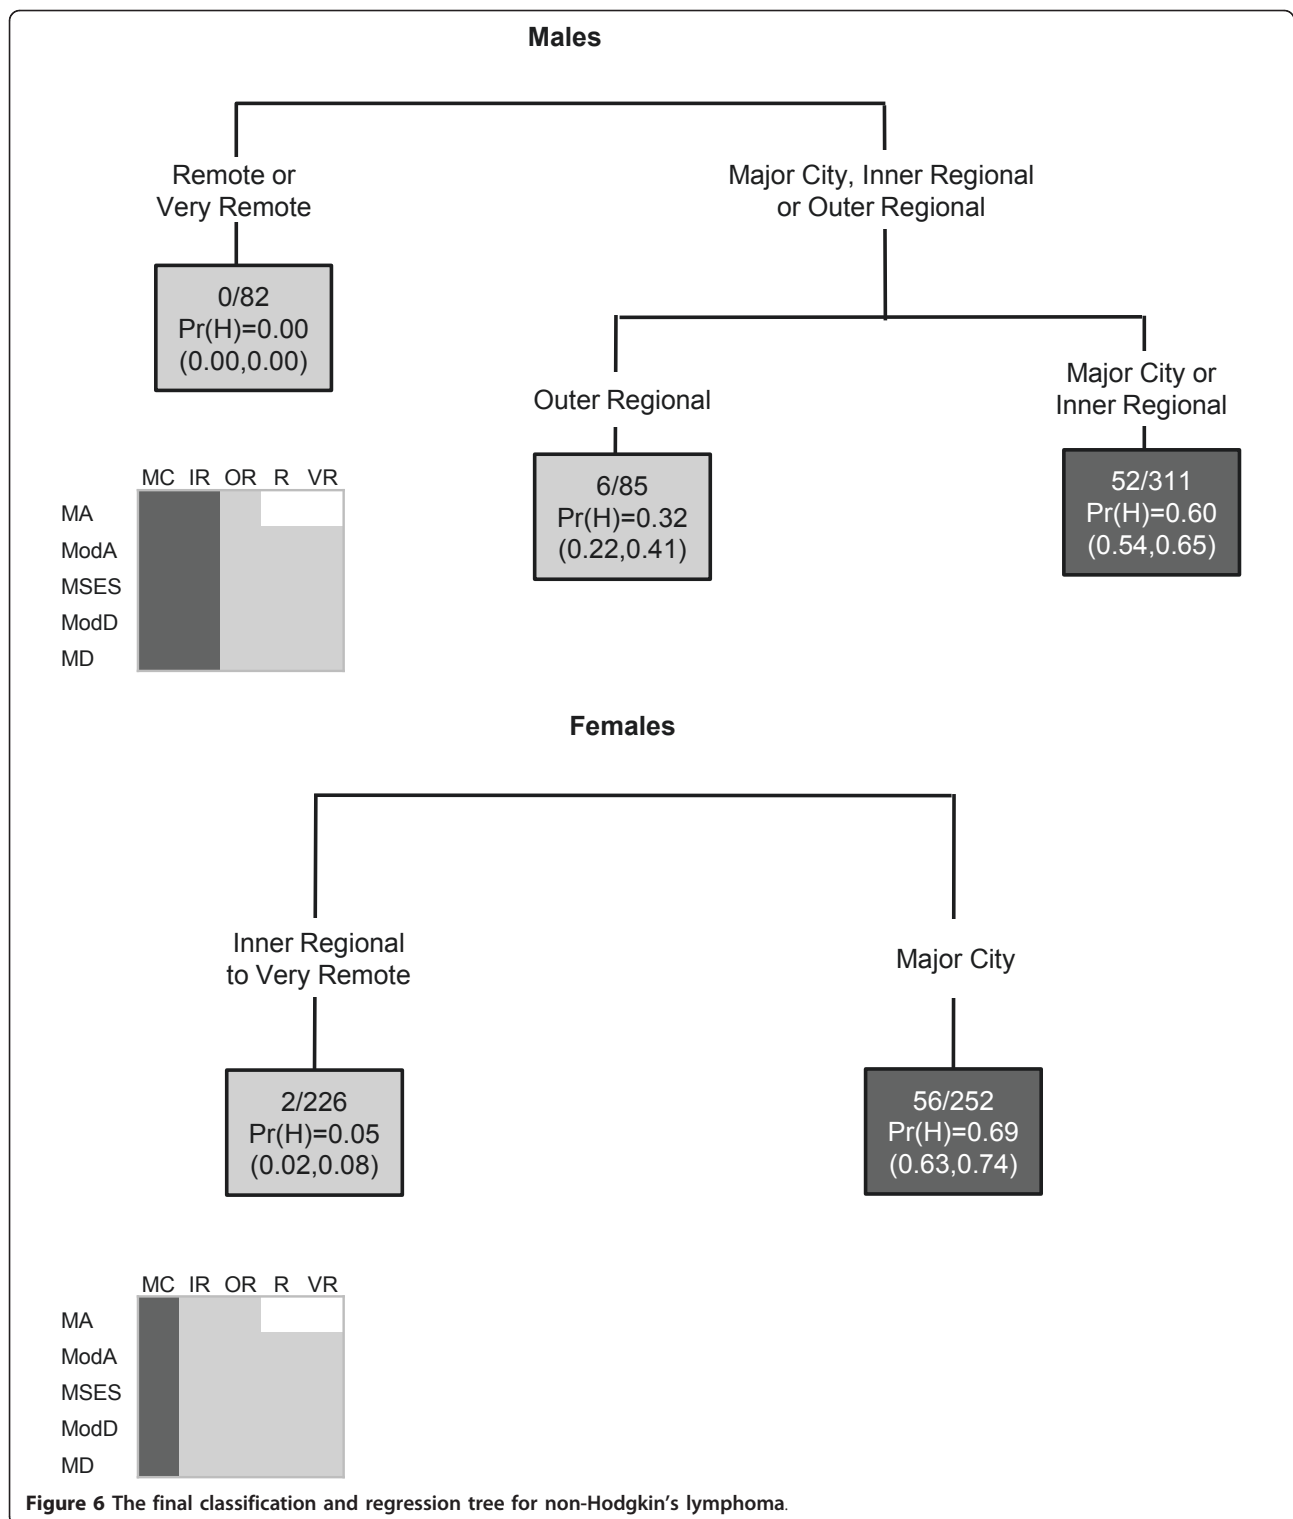 Males
Remote or
Very Remote
Major City, Inner Regional
or Outer Regional
0/82
Pr(H)=0.00
(0.00,0.00)
Outer Regional
Major City or
Inner Regional
6/85
Pr(H)=0.32
(0.22,0.41)
52/311
Pr(H)=0.60
(0.54,0.65)
MC IR OR R VR
MA
ModA
MSES
ModD
MD
Females
Inner Regional
to Very Remote
Major City
2/226
Pr(H)=0.05
(0.02,0.08)
56/252
Pr(H)=0.69
(0.63,0.74)
MC IR OR R VR
MA
ModA
MSES
ModD
MD
Figure 6 The final classification and regression tree for non-Hodgkin's lymphoma.